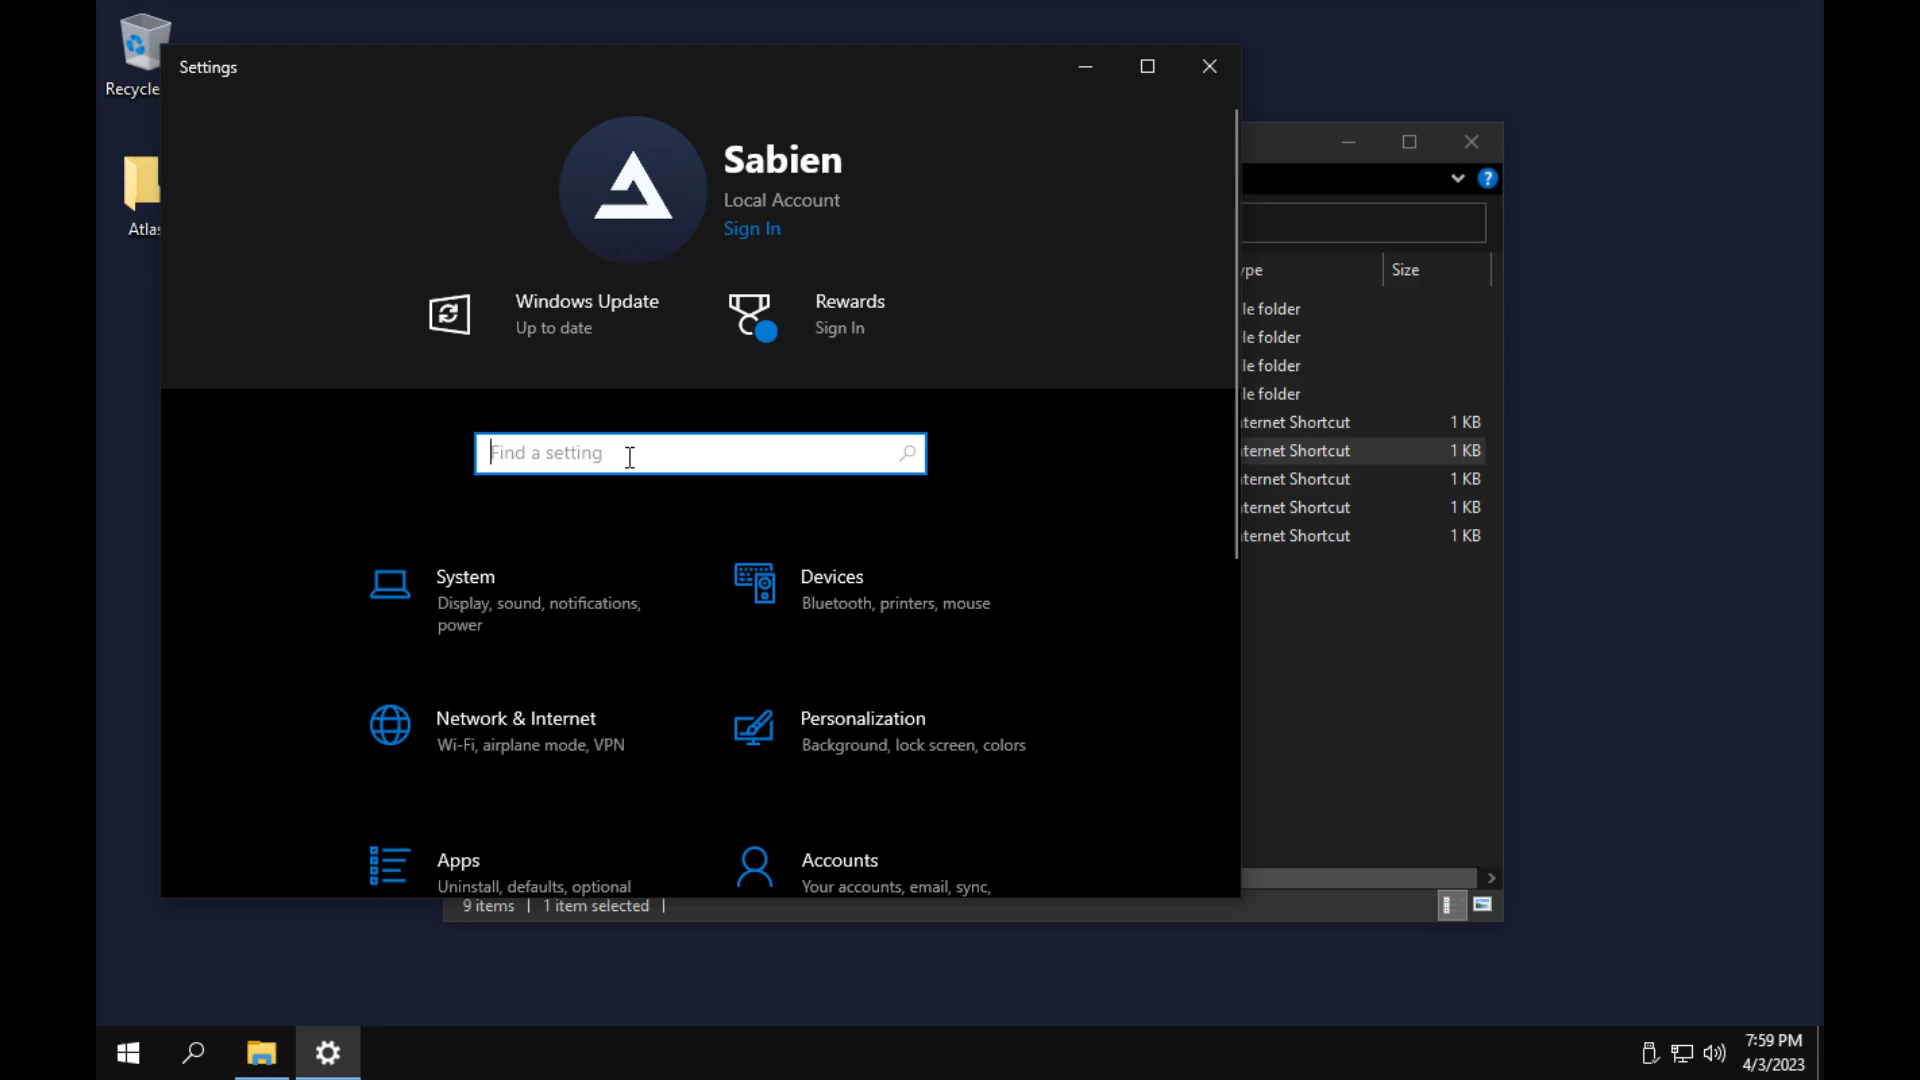 Recycle
Atlas
Settings
Sabien
Local Account
Sign In
Windows Update
Up to date
Rewards
Sign In
Find a setting
System
Display, sound, notifications,
power
Devices
Bluetooth, printers, mouse
Network & Internet
Wi-Fi, airplane mode, VPN
Personalization
Background, lock screen, colors
Apps
Uninstall, defaults, optional
Accounts
Your accounts, email, sync,
?
ype Size
le folder
le folder
le folder
le folder
ternet Shortcut 1 KB
ternet Shortcut 1 KB
ternet Shortcut 1 KB
ternet Shortcut 1 KB
ternet Shortcut 1 KB
9 items 1 item selected
7:59 PM
4/3/2023